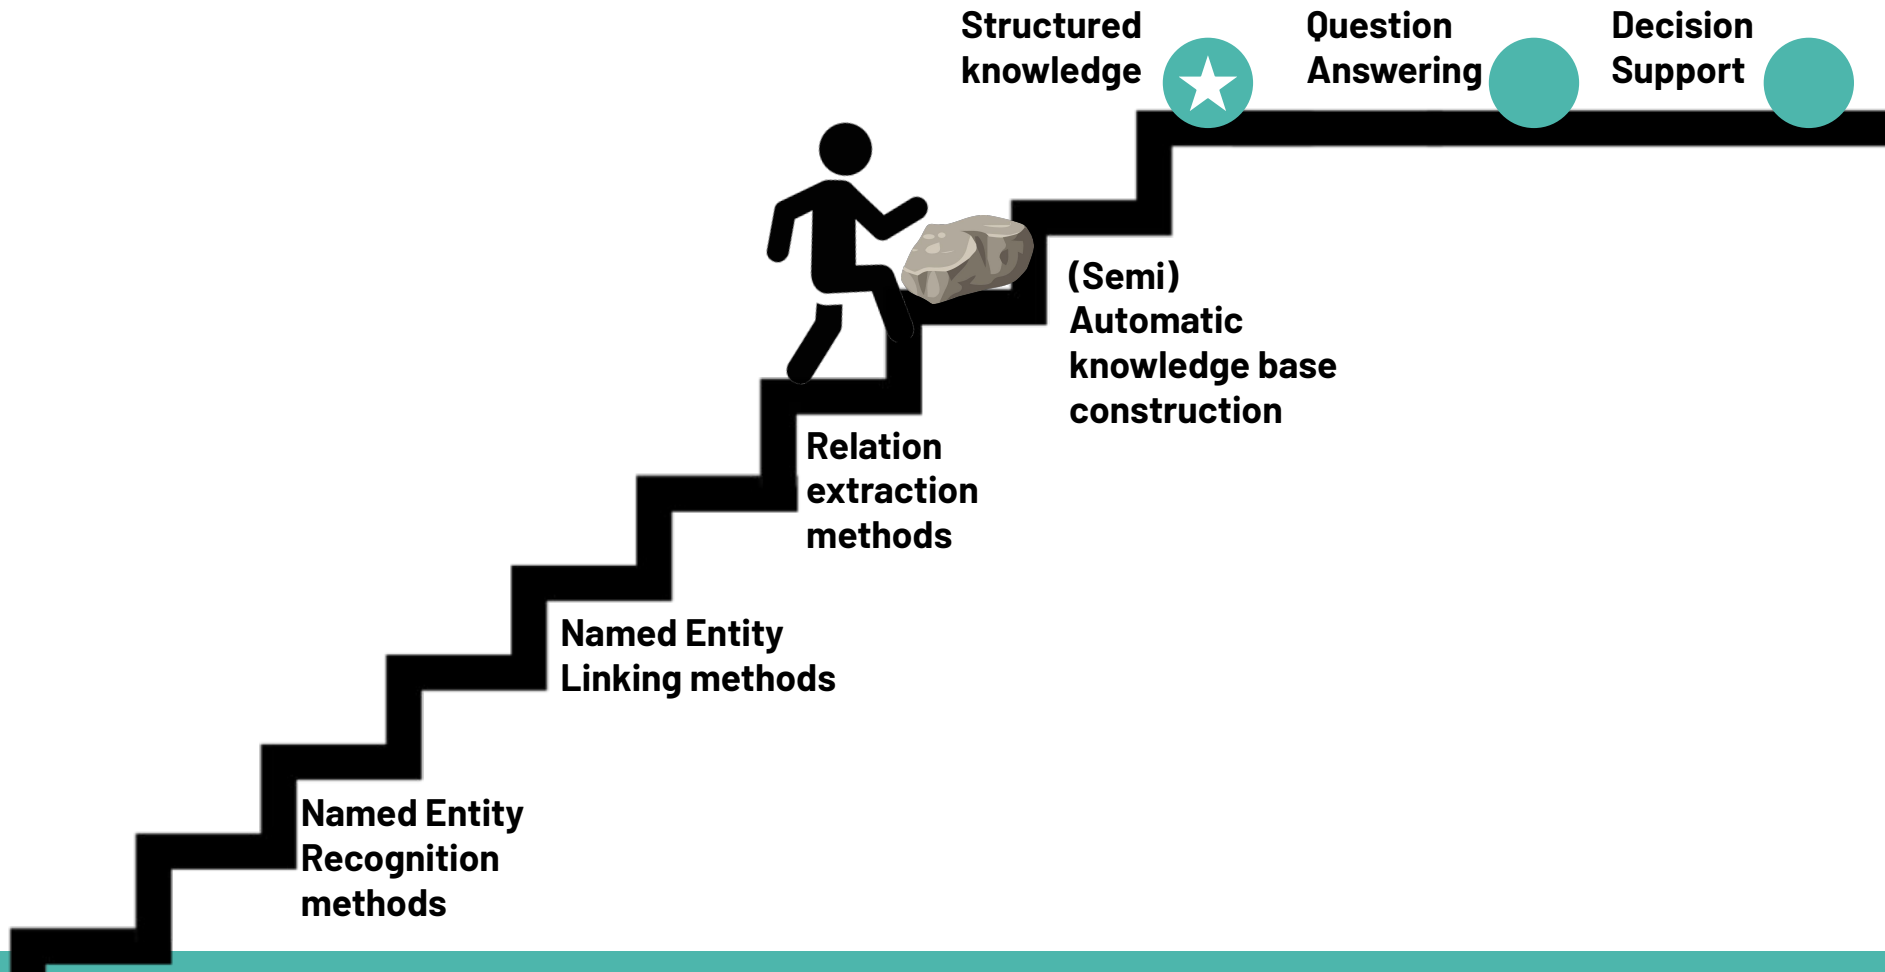 Structured
knowledge
Question
Answering
Decision
Support
(Semi)
Automatic
knowledge base
construction
Relation
extraction
methods
Named Entity
Linking methods
Named Entity
Recognition
methods